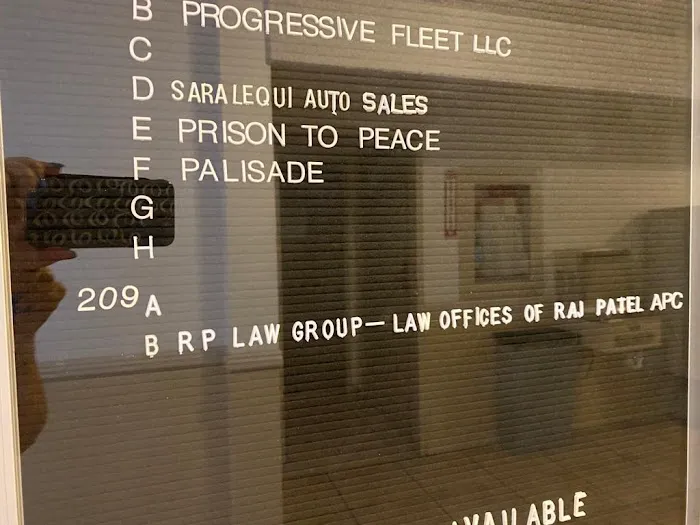 B PROGRESSIVE FLEET LLC
C
D SARALEQUI AUTO SALES
E PRISON TO PEACE
F PALISADE
G
H
209 A
B R P LAW GROUP— LAW OFFICES OF RAJ PATEL APC
AVAILABLE